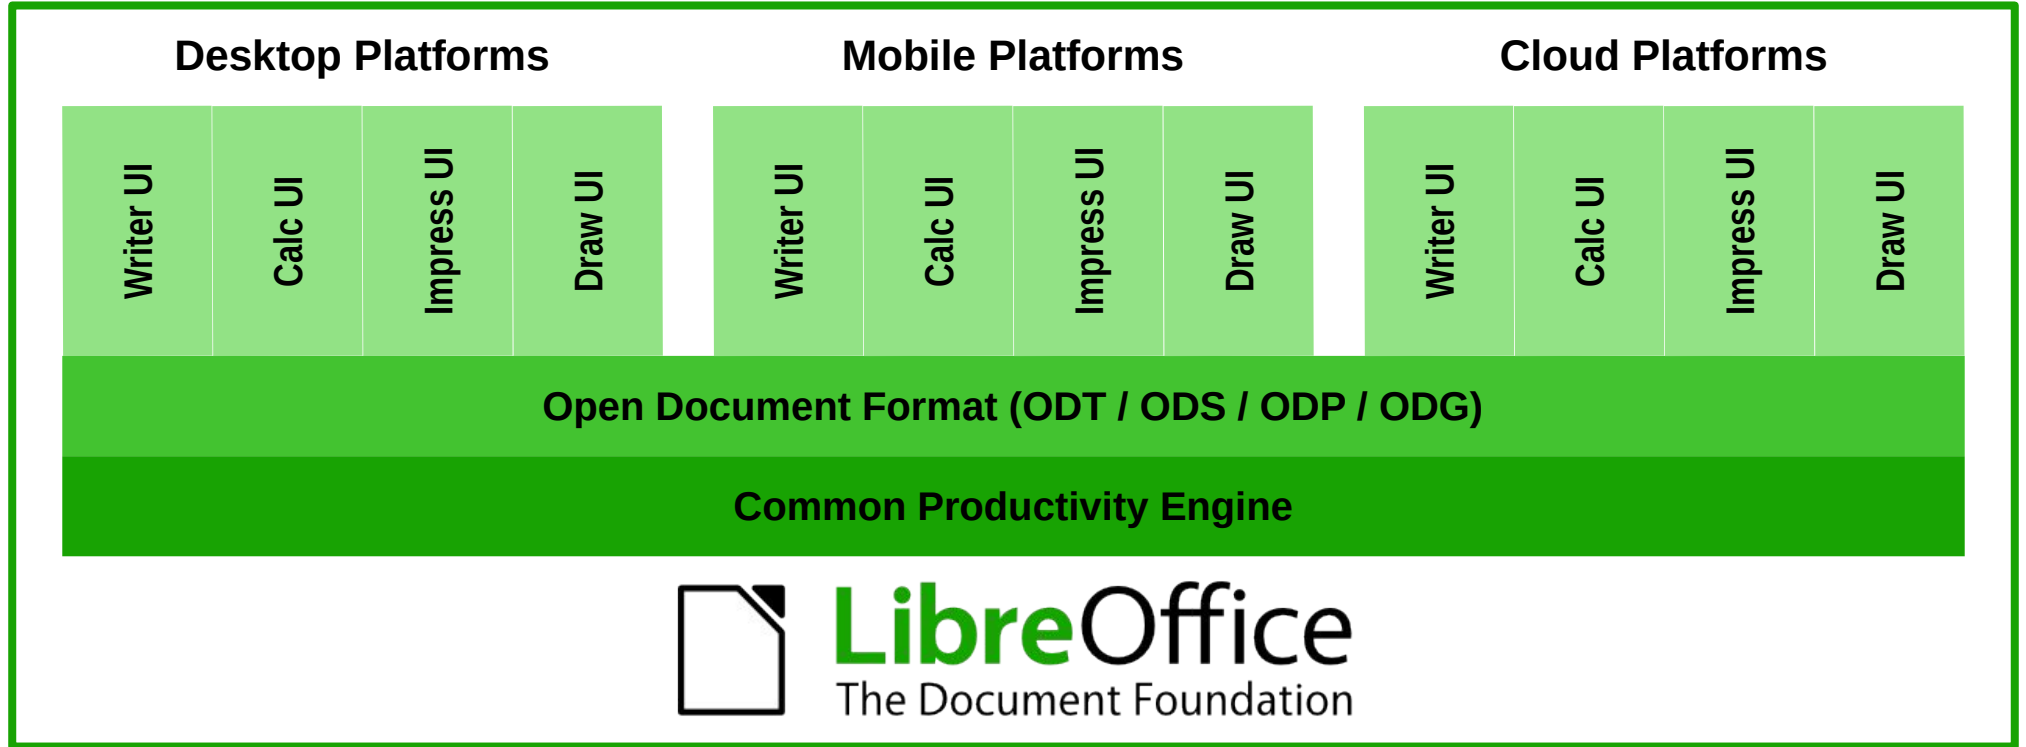 Desktop Platforms
Mobile Platforms
Cloud Platforms
Writer UI
Calc UI
Impress UI
Draw UI
Writer UI
Calc UI
Impress UI
Draw UI
Writer UI
Calc UI
Impress UI
Draw UI
Open Document Format (ODT / ODS / ODP / ODG)
Common Productivity Engine
LibreOffice
The Document Foundation